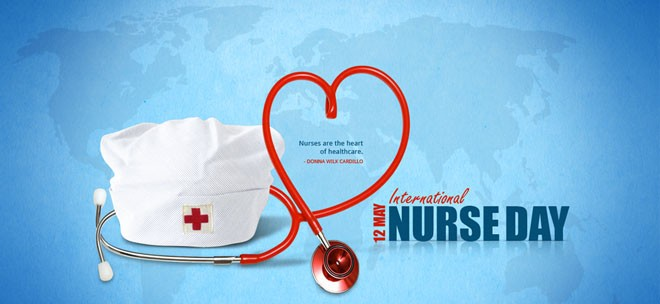 Nurses are the heart
of healthcare.
- DONNA WILK CARDILLO
12 MAY
International
NURSE DAY